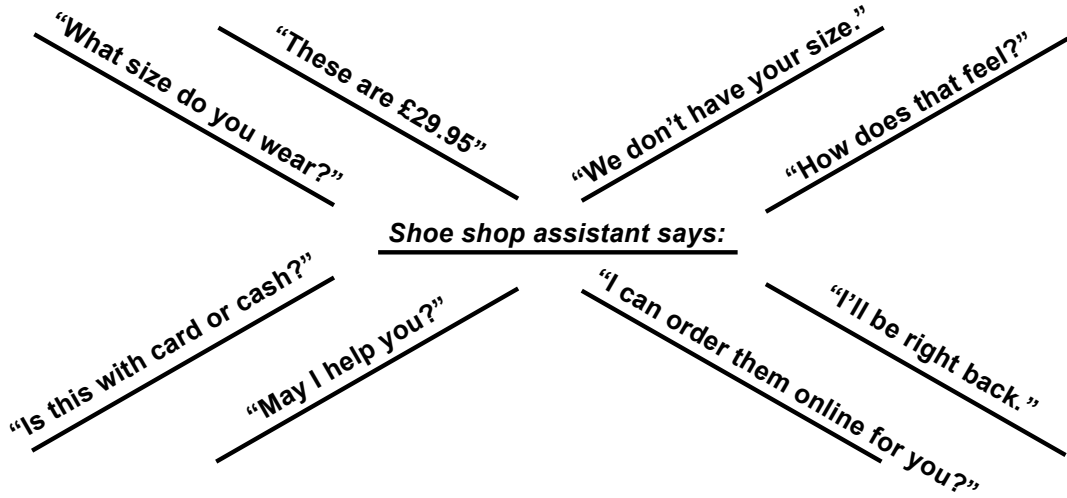 “What size do you wear?”
“These are £29.95”
“We don’t have your size.”
“How does that feel?”
Shoe shop assistant says:
“Is this with card or cash?”
“May I help you?”
“I can order them online for you?”
“I’ll be right back.”